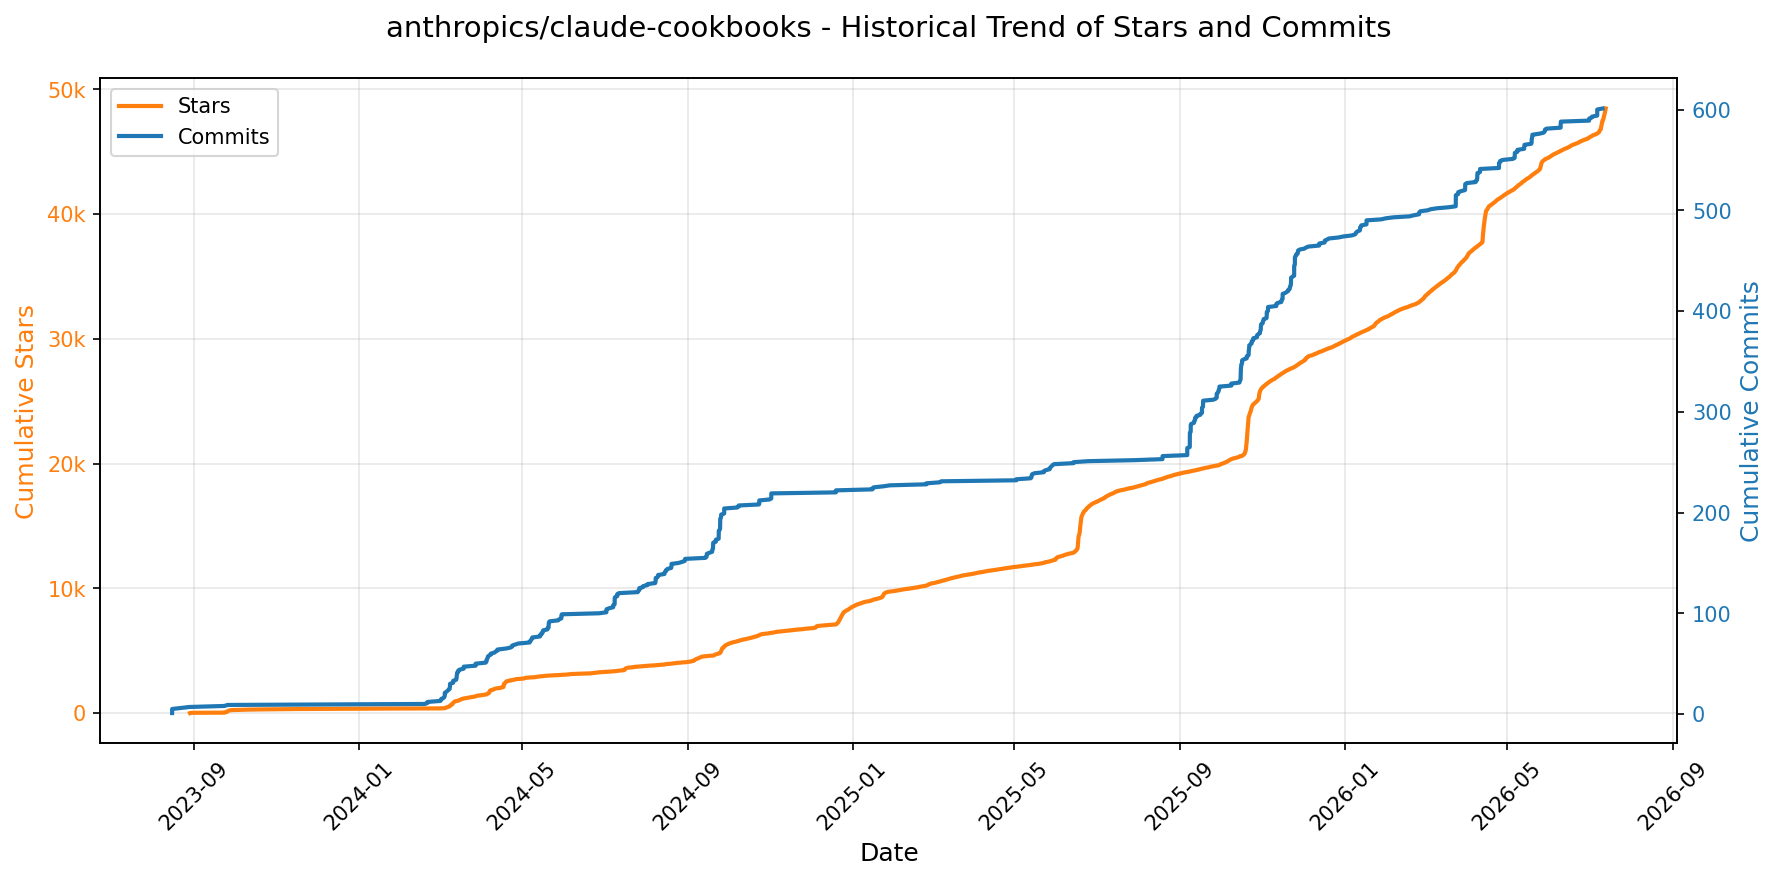 anthropics/claude-cookbooks - Historical Trend of Stars and Commits
Stars
Commits
50k
40k
30k
20k
10k
0
Cumulative Stars
600
500
400
300
200
100
0
Cumulative Commits
2023-09
2024-01
2024-05
2024-09
2025-01
2025-05
2025-09
2026-01
2026-05
2026-09
Date